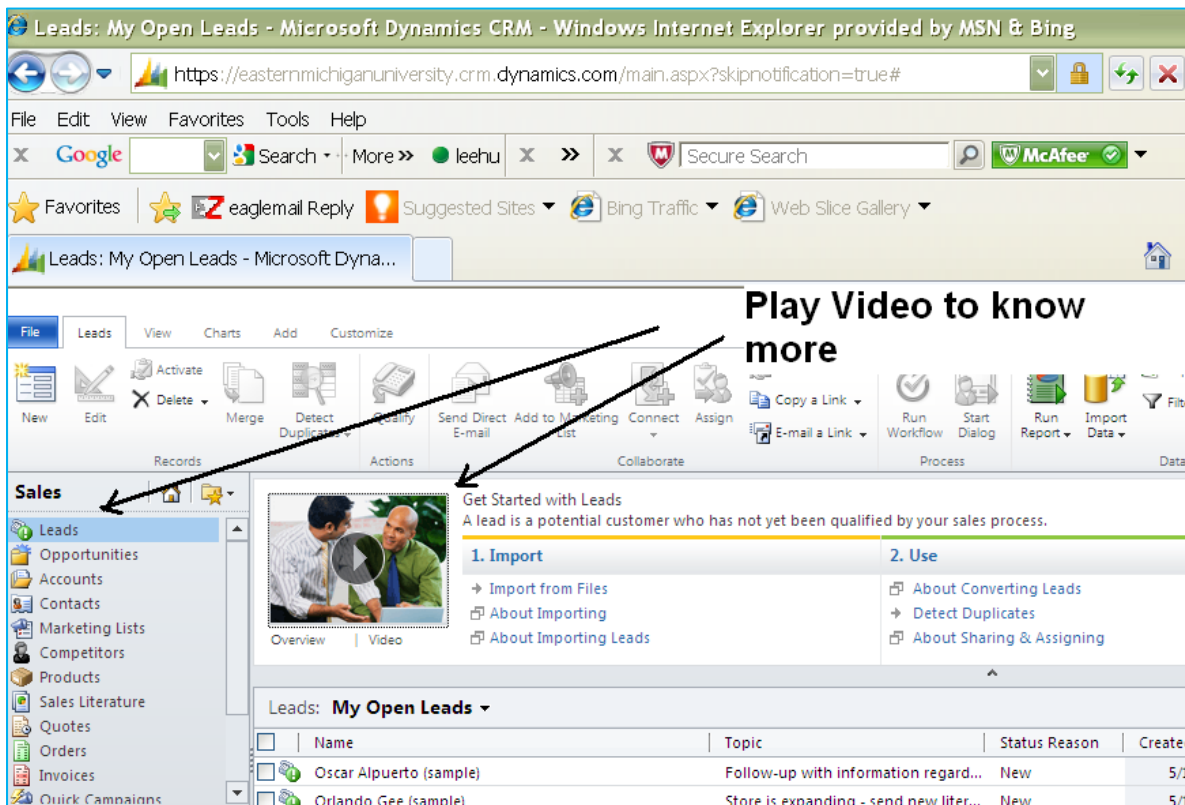 Leads: My Open Leads - Microsoft Dynamics CRM - Windows Internet Explorer provided by MSN & Bing
https://easternmichiganuniversity.crm.dynamics.com/main.aspx?skipnotification=true#
File Edit View Favorites Tools Help
x Google Search More >> leehu x >> x Secure Search McAfee
Favorites eaglemail Reply Suggested Sites Bing Traffic Web Slice Gallery
Leads: My Open Leads - Microsoft Dyna...
Play Video to know
more
File Leads View Charts Add Customize
New
Edit
Activate
Delete
Merge
Detect
Duplicates
Qualify
Send Direct
E-mail
Add to Marketing
List
Connect
Assign
Copy a Link
E-mail a Link
Run
Workflow
Start
Dialog
Run
Report
Import
Data
Filt
Records Actions Collaborate Process Data
Sales
Leads
Opportunities
Accounts
Contacts
Marketing Lists
Competitors
Products
Sales Literature
Quotes
Orders
Invoices
Quick Campaigns
Overview | Video
Get Started with Leads
A lead is a potential customer who has not yet been qualified by your sales process.
1. Import
Import from Files
About Importing
About Importing Leads
2. Use
About Converting Leads
Detect Duplicates
About Sharing & Assigning
Leads: My Open Leads
Name Topic Status Reason Create
Oscar Alpuerto (sample) Follow-up with information regard... New 5/1
Orlando Gee (sample) Store is expanding - send new liter... New 5/1